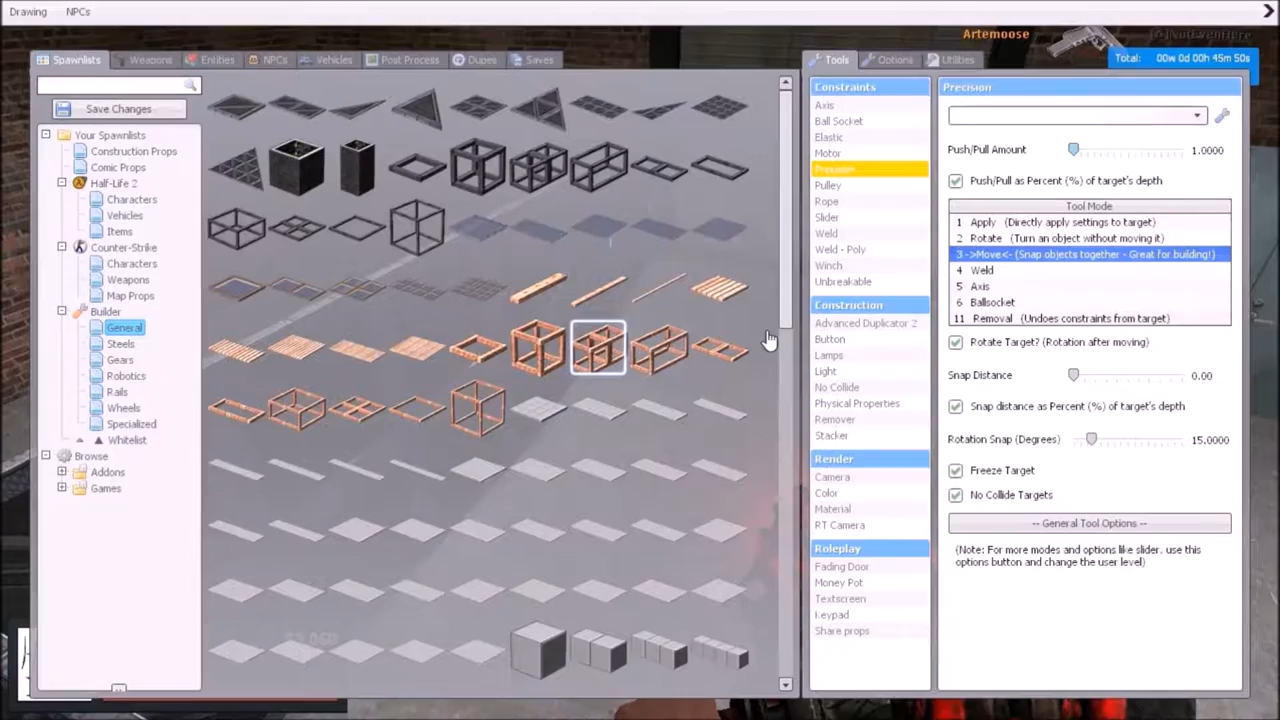 Drawing NPCs
Artemoose
Total: 00w 0d 00h 45m 50s
Spawnlists Weapons Entities NPCs Vehicles Post Process Dupes Saves
Save Changes
Your Spawnlists
Construction Props
Comic Props
Half-Life 2
Characters
Vehicles
Items
Counter-Strike
Characters
Weapons
Map Props
Builder
General
Steels
Gears
Robotics
Rails
Wheels
Specialized
Whitelist
Browse
Addons
Games
Tools Options Utilities
Constraints
Axis
Ball Socket
Elastic
Motor
Precision
Pulley
Rope
Slider
Weld
Weld - Poly
Winch
Unbreakable
Construction
Advanced Duplicator 2
Button
Lamps
Light
No Collide
Physical Properties
Remover
Stacker
Render
Camera
Color
Material
RT Camera
Roleplay
Fading Door
Money Pot
Textscreen
Keypad
Share props
Precision
Push/Pull Amount 1.0000
Push/Pull as Percent (%) of target's depth
Tool Mode
1 Apply (Directly apply settings to target)
2 Rotate (Turn an object without moving it)
3 ->Move<- (Snap objects together - Great for building!)
4 Weld
5 Axis
6 Ballsocket
11 Removal (Undoes constraints from target)
Rotate Target? (Rotation after moving)
Snap Distance 0.00
Snap distance as Percent (%) of target's depth
Rotation Snap (Degrees) 15.0000
Freeze Target
No Collide Targets
-- General Tool Options --
(Note: For more modes and options like slider, use this
options button and change the user level)